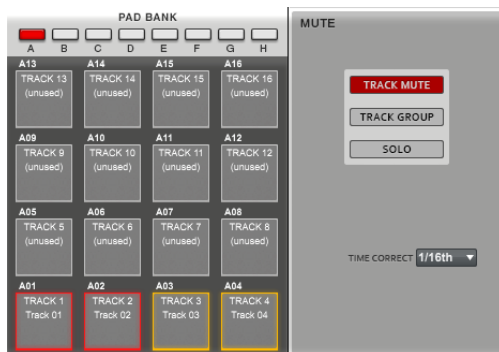 PAD BANK
A B C D E F G H
A13 A14 A15 A16
TRACK 13 TRACK 14 TRACK 15 TRACK 16
(unused) (unused) (unused) (unused)
A09 A10 A11 A12
TRACK 9 TRACK 10 TRACK 11 TRACK 12
(unused) (unused) (unused) (unused)
A05 A06 A07 A08
TRACK 5 TRACK 6 TRACK 7 TRACK 8
(unused) (unused) (unused) (unused)
A01 A02 A03 A04
TRACK 1 TRACK 2 TRACK 3 TRACK 4
Track 01 Track 02 Track 03 Track 04
MUTE
TRACK MUTE
TRACK GROUP
SOLO
TIME CORRECT 1/16th